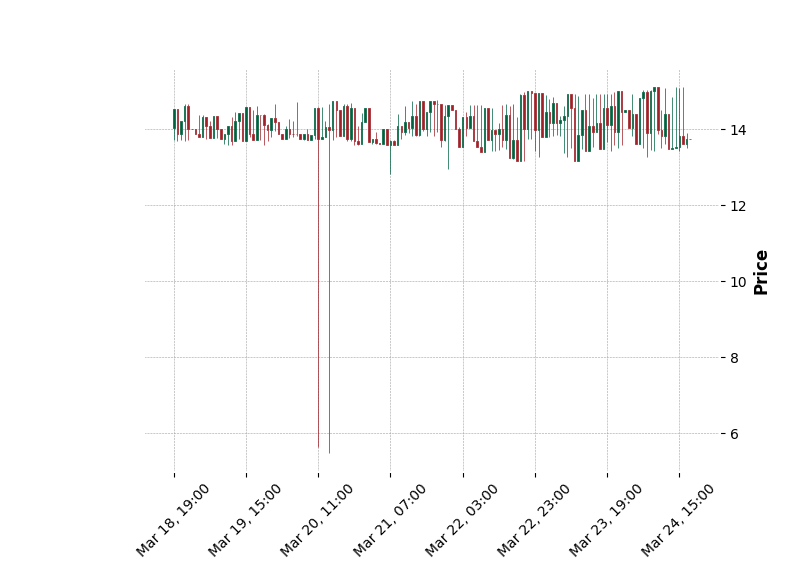 14
12
10
8
6
Price
Mar 18, 19:00
Mar 19, 15:00
Mar 20, 11:00
Mar 21, 07:00
Mar 22, 03:00
Mar 22, 23:00
Mar 23, 19:00
Mar 24, 15:00